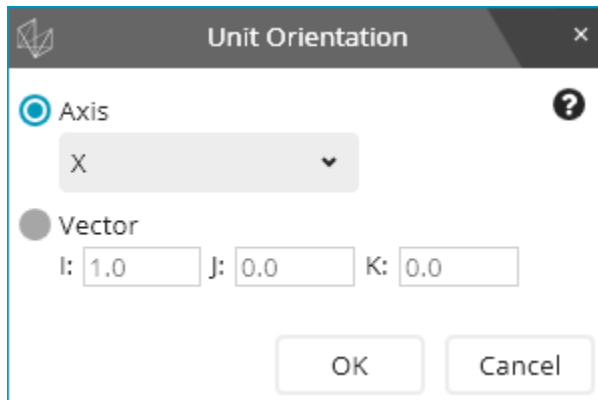 Unit Orientation
Axis
X
Vector
I: 1.0 J: 0.0 K: 0.0
OK Cancel